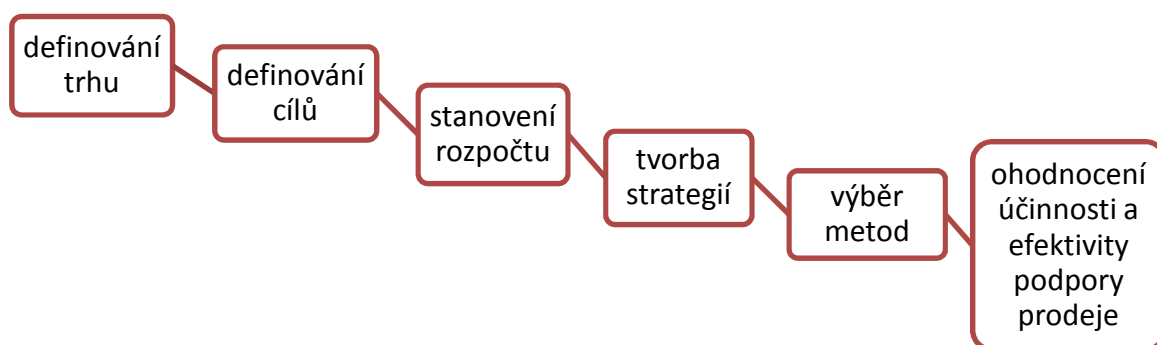 definování
trhu
definování
cílů
stanovení
rozpočtu
tvorba
strategií
výběr
metod
ohodnocení
účinnosti a
efektivity
podpory
prodeje